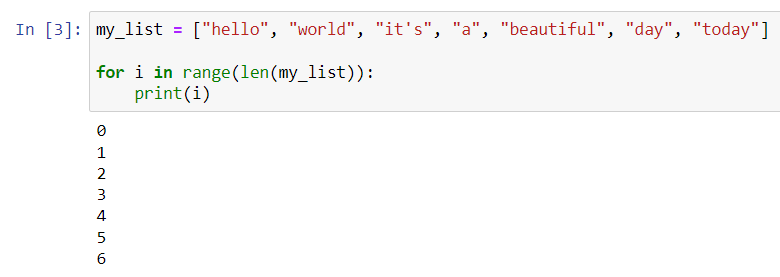 In [3]: my_list = ["hello", "world", "it's", "a", "beautiful", "day", "today"]
for i in range(len(my_list)):
    print(i)
0
1
2
3
4
5
6